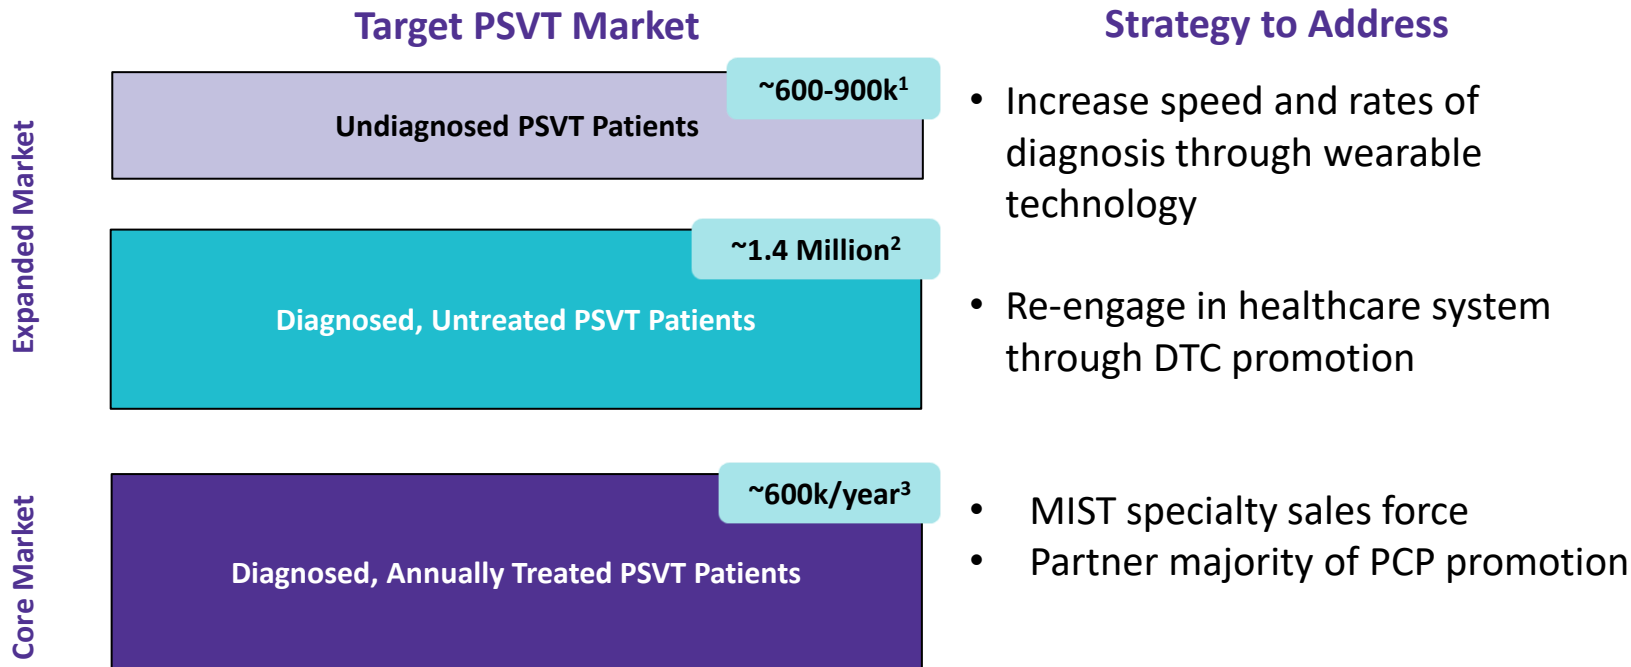 Target PSVT Market
Strategy to Address
Expanded Market
~600-900k¹
Undiagnosed PSVT Patients
• Increase speed and rates of
diagnosis through wearable
technology
~1.4 Million²
Diagnosed, Untreated PSVT Patients
• Re-engage in healthcare system
through DTC promotion
Core Market
~600k/year³
Diagnosed, Annually Treated PSVT Patients
• MIST specialty sales force
• Partner majority of PCP promotion